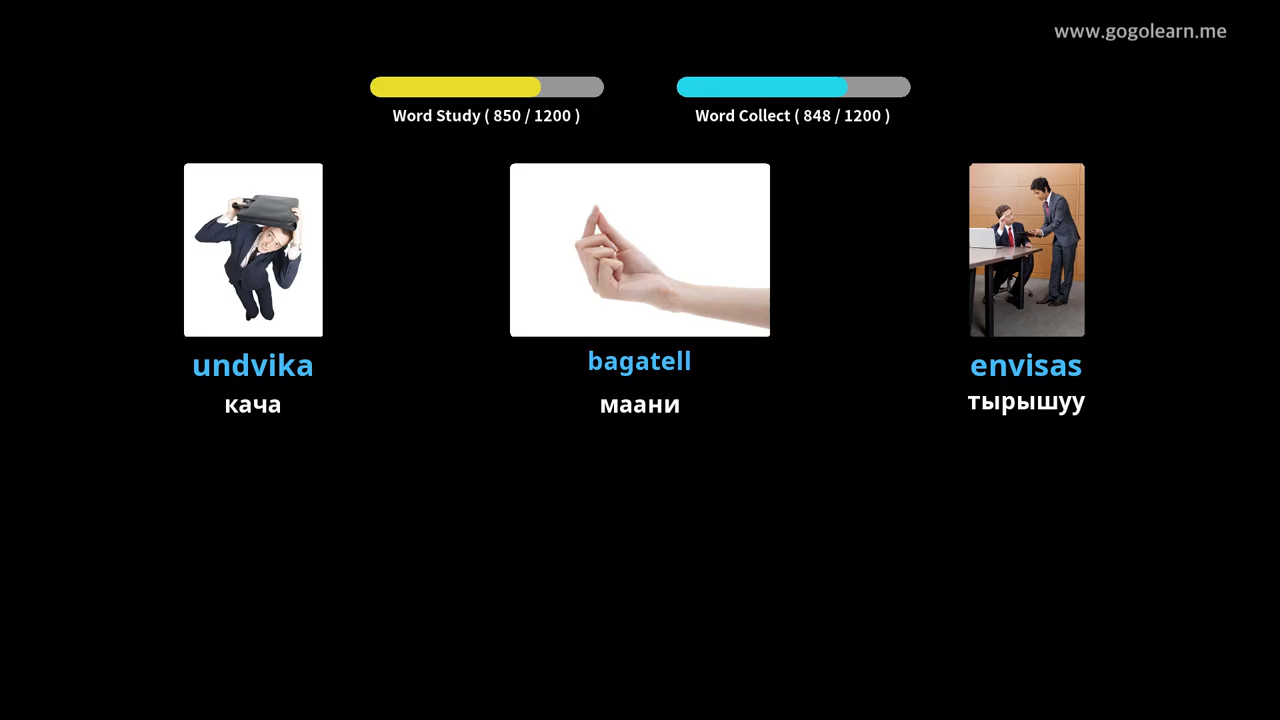 www.gogolearn.me
Word Study ( 850 / 1200 )
Word Collect ( 848 / 1200 )
undvika
кача
bagatell
маани
envisas
тырышуу